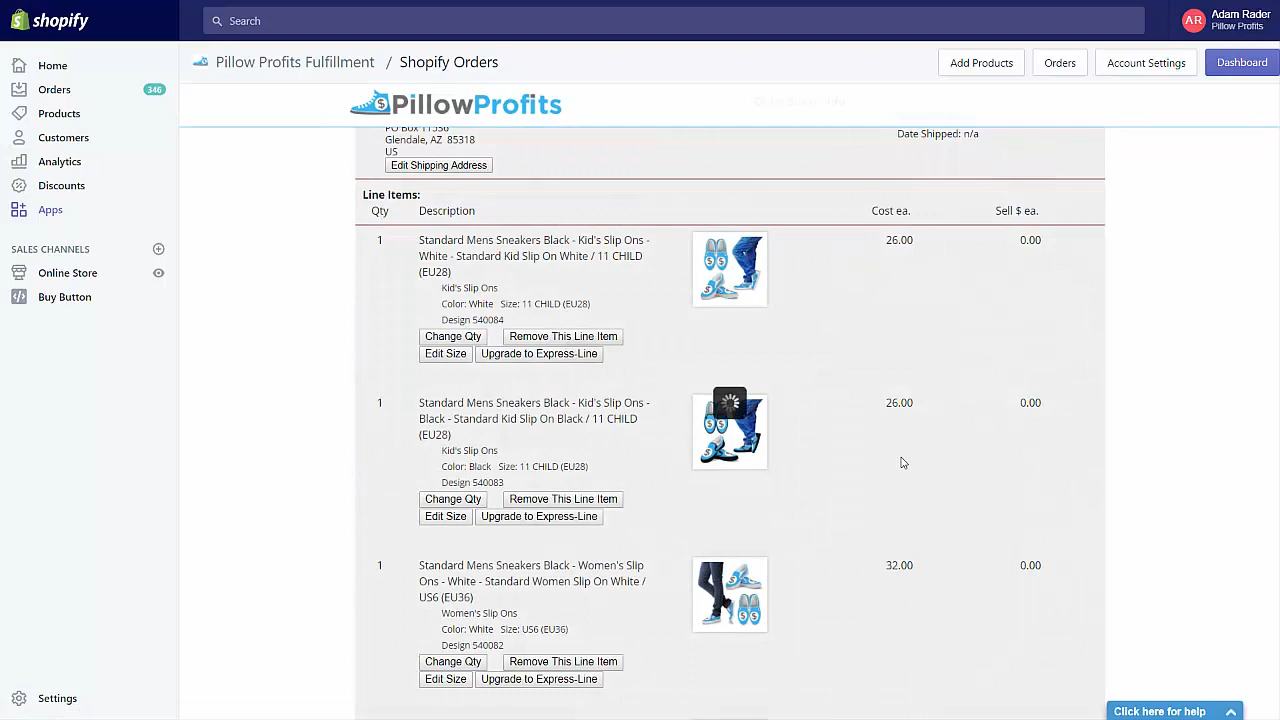 shopify
Search
AR
Adam Rader
Pillow Profits
Home
Orders
346
Products
Customers
Analytics
Discounts
Apps
SALES CHANNELS
Online Store
Buy Button
Settings
Pillow Profits Fulfillment / Shopify Orders
Add Products
Orders
Account Settings
Dashboard
PillowProfits
PO Box 11536
Glendale, AZ 85318
US
Edit Shipping Address
Date Shipped: n/a
Line Items:
Qty Description Cost ea. Sell $ ea.
1 Standard Mens Sneakers Black - Kid's Slip Ons - 26.00 0.00
White - Standard Kid Slip On White / 11 CHILD
(EU28)
Kid's Slip Ons
Color: White Size: 11 CHILD (EU28)
Design 540084
Change Qty Remove This Line Item
Edit Size Upgrade to Express-Line
1 Standard Mens Sneakers Black - Kid's Slip Ons - 26.00 0.00
Black - Standard Kid Slip On Black / 11 CHILD
(EU28)
Kid's Slip Ons
Color: Black Size: 11 CHILD (EU28)
Design 540083
Change Qty Remove This Line Item
Edit Size Upgrade to Express-Line
1 Standard Mens Sneakers Black - Women's Slip 32.00 0.00
Ons - White - Standard Women Slip On White /
US6 (EU36)
Women's Slip Ons
Color: White Size: US6 (EU36)
Design 540082
Change Qty Remove This Line Item
Edit Size Upgrade to Express-Line
Click here for help